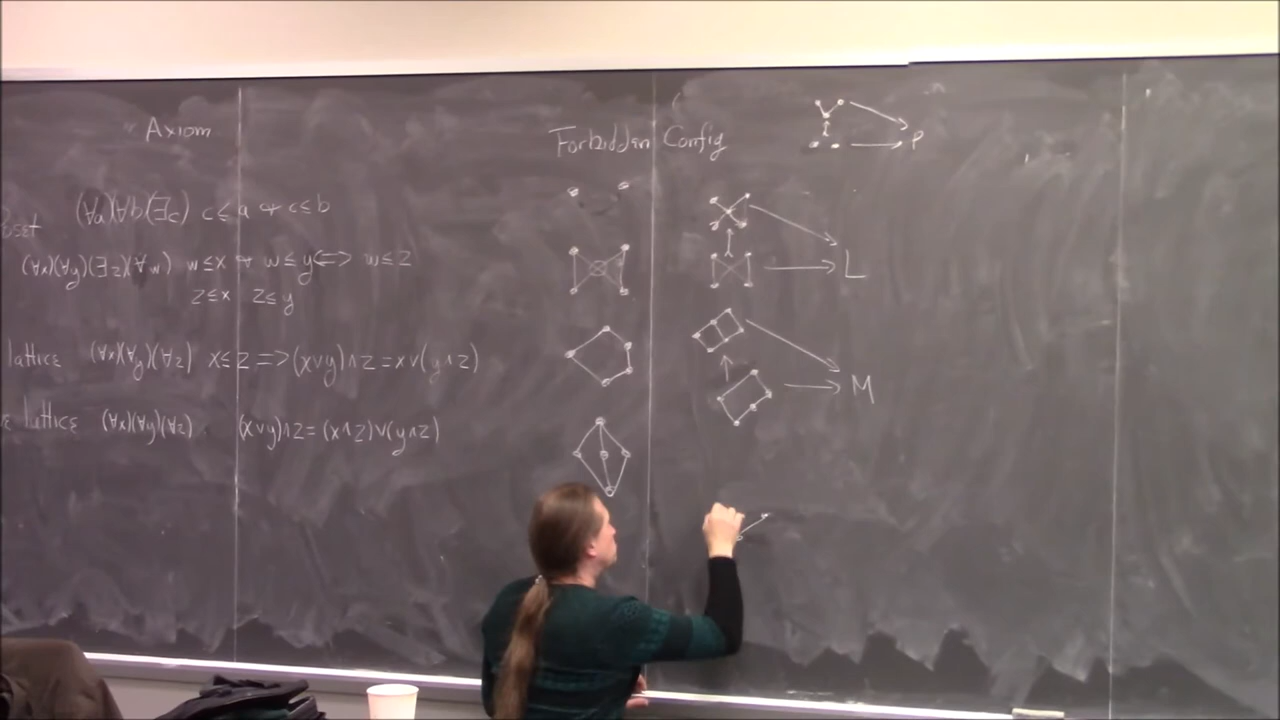 Axiom
Forbidden Config
P
(∀a)(∀b)(∃c) c≤a & c≤b
(∀x)(∀y)(∃z)(∀w) w≤x & w≤y <=> w≤z
z≤x z≤y
L
lattice (∀x)(∀y)(∀z) x≤z => (x∨y)∧z = x∨(y∧z)
M
lattice (∀x)(∀y)(∀z) (x∨y)∧z = (x∧z)∨(y∧z)